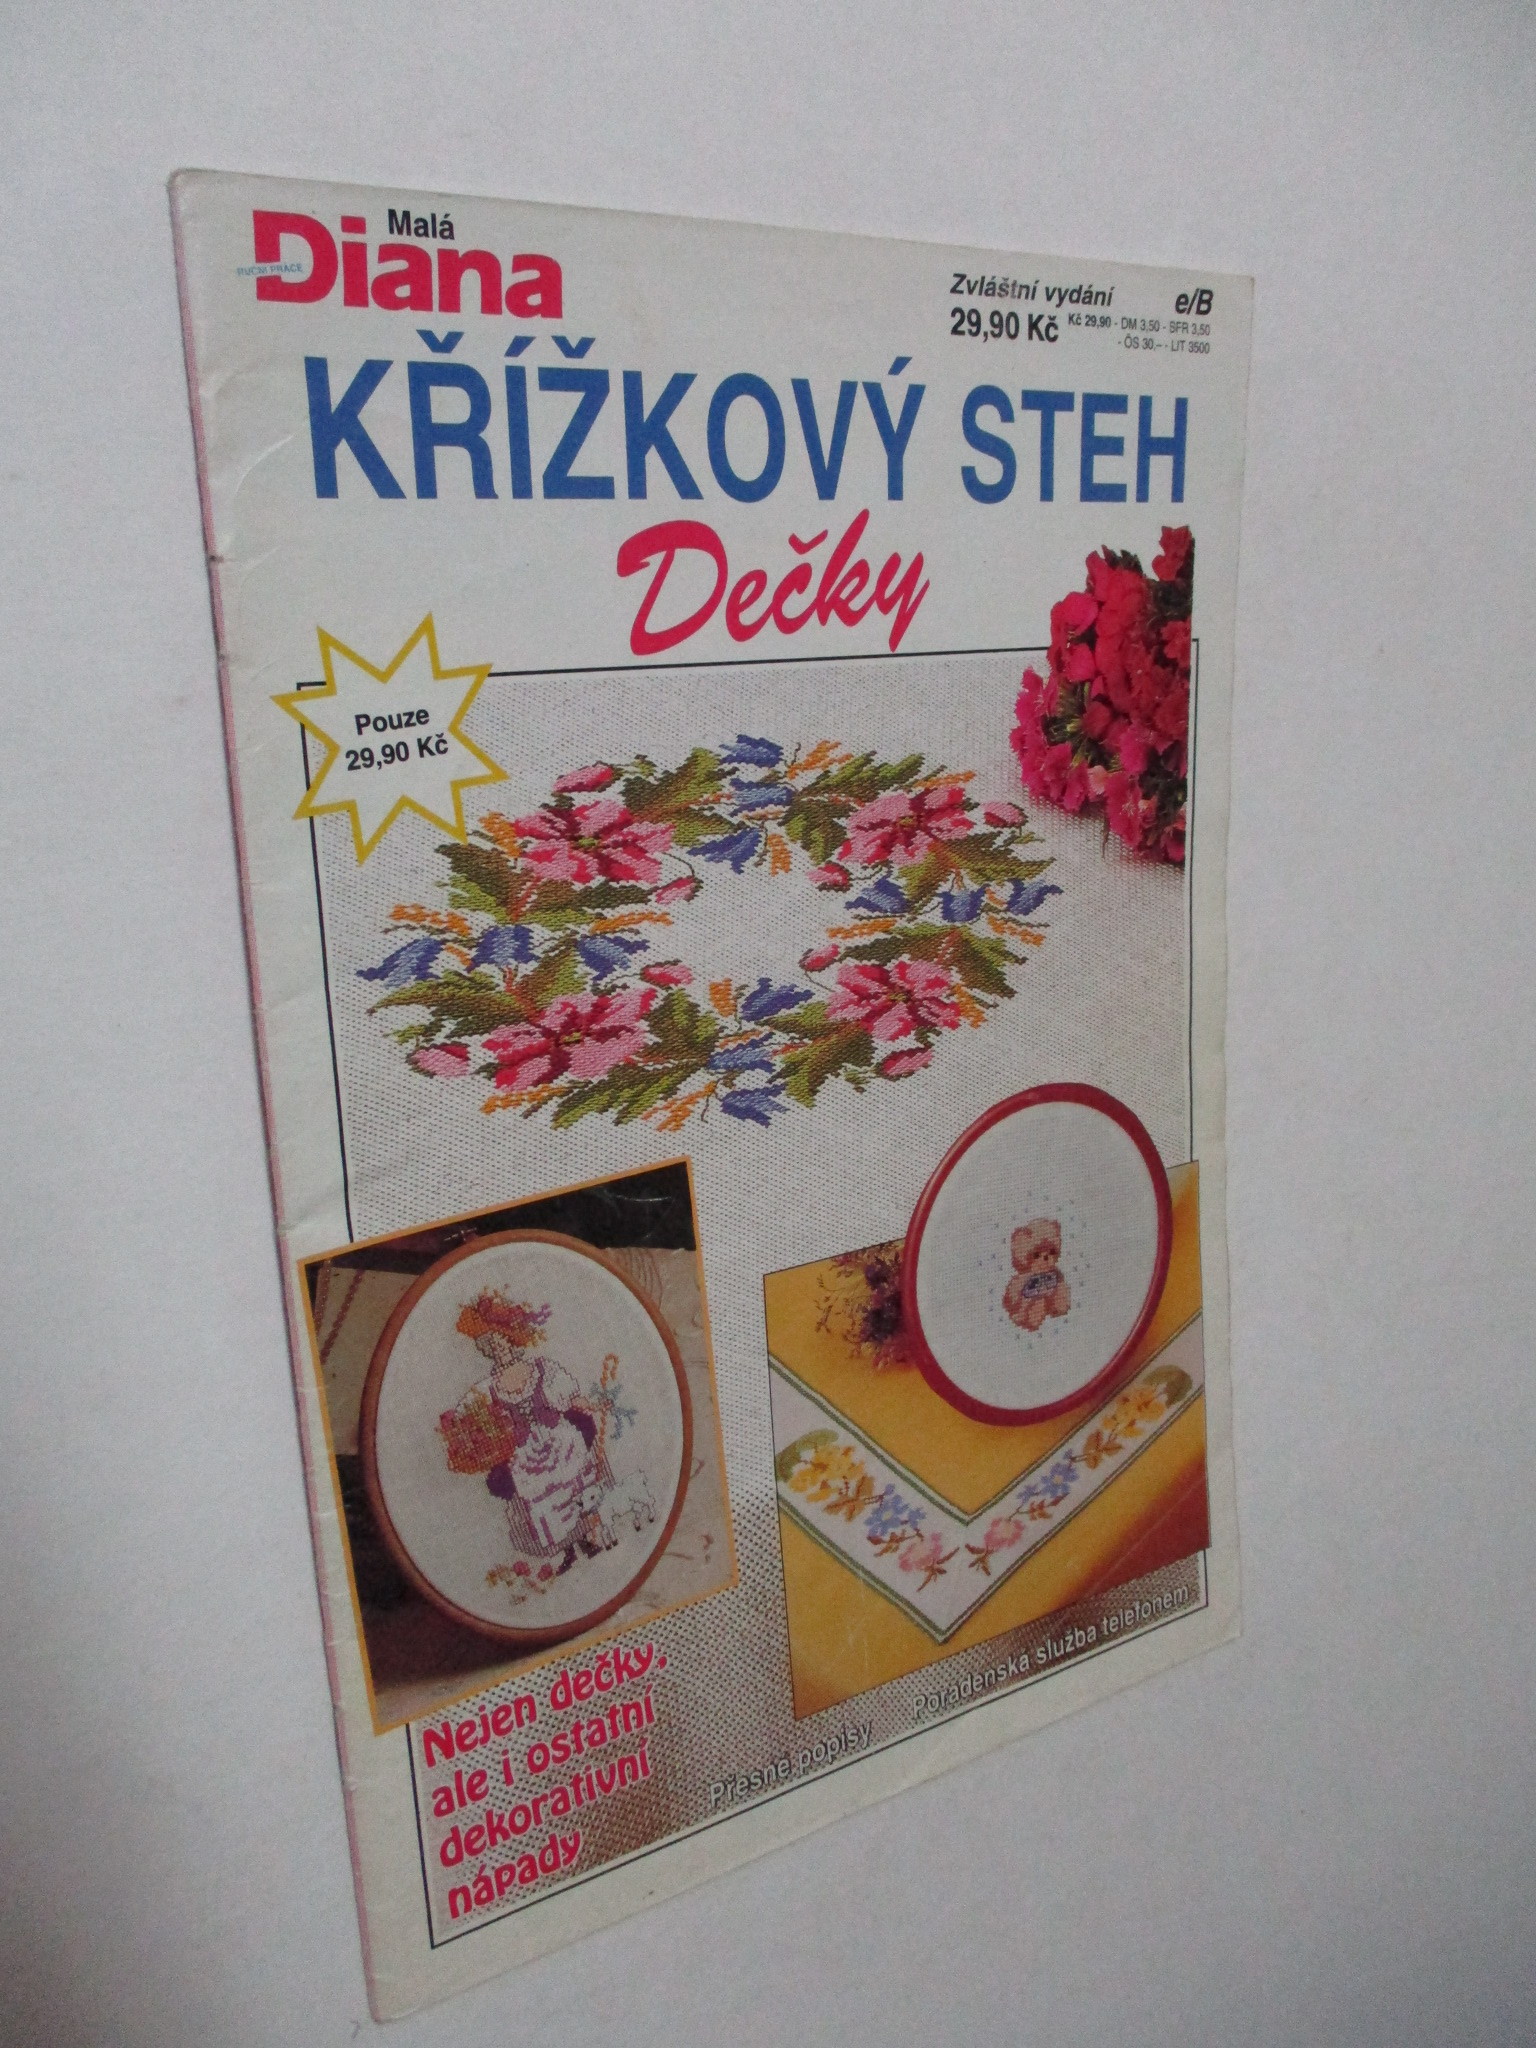 Malá
Diana
RUČNÍ PRÁCE
Zvláštní vydání e/B
29,90 Kč Kč 29,90 - DM 3,50 - SFR 3,50
- ÖS 30,– - LIT 3500
KŘÍŽKOVÝ STEH
Dečky
Pouze
29,90 Kč
Nejen dečky,
ale i ostatní
dekorativní
nápady
Přesné popisy Poradenská služba telefonem